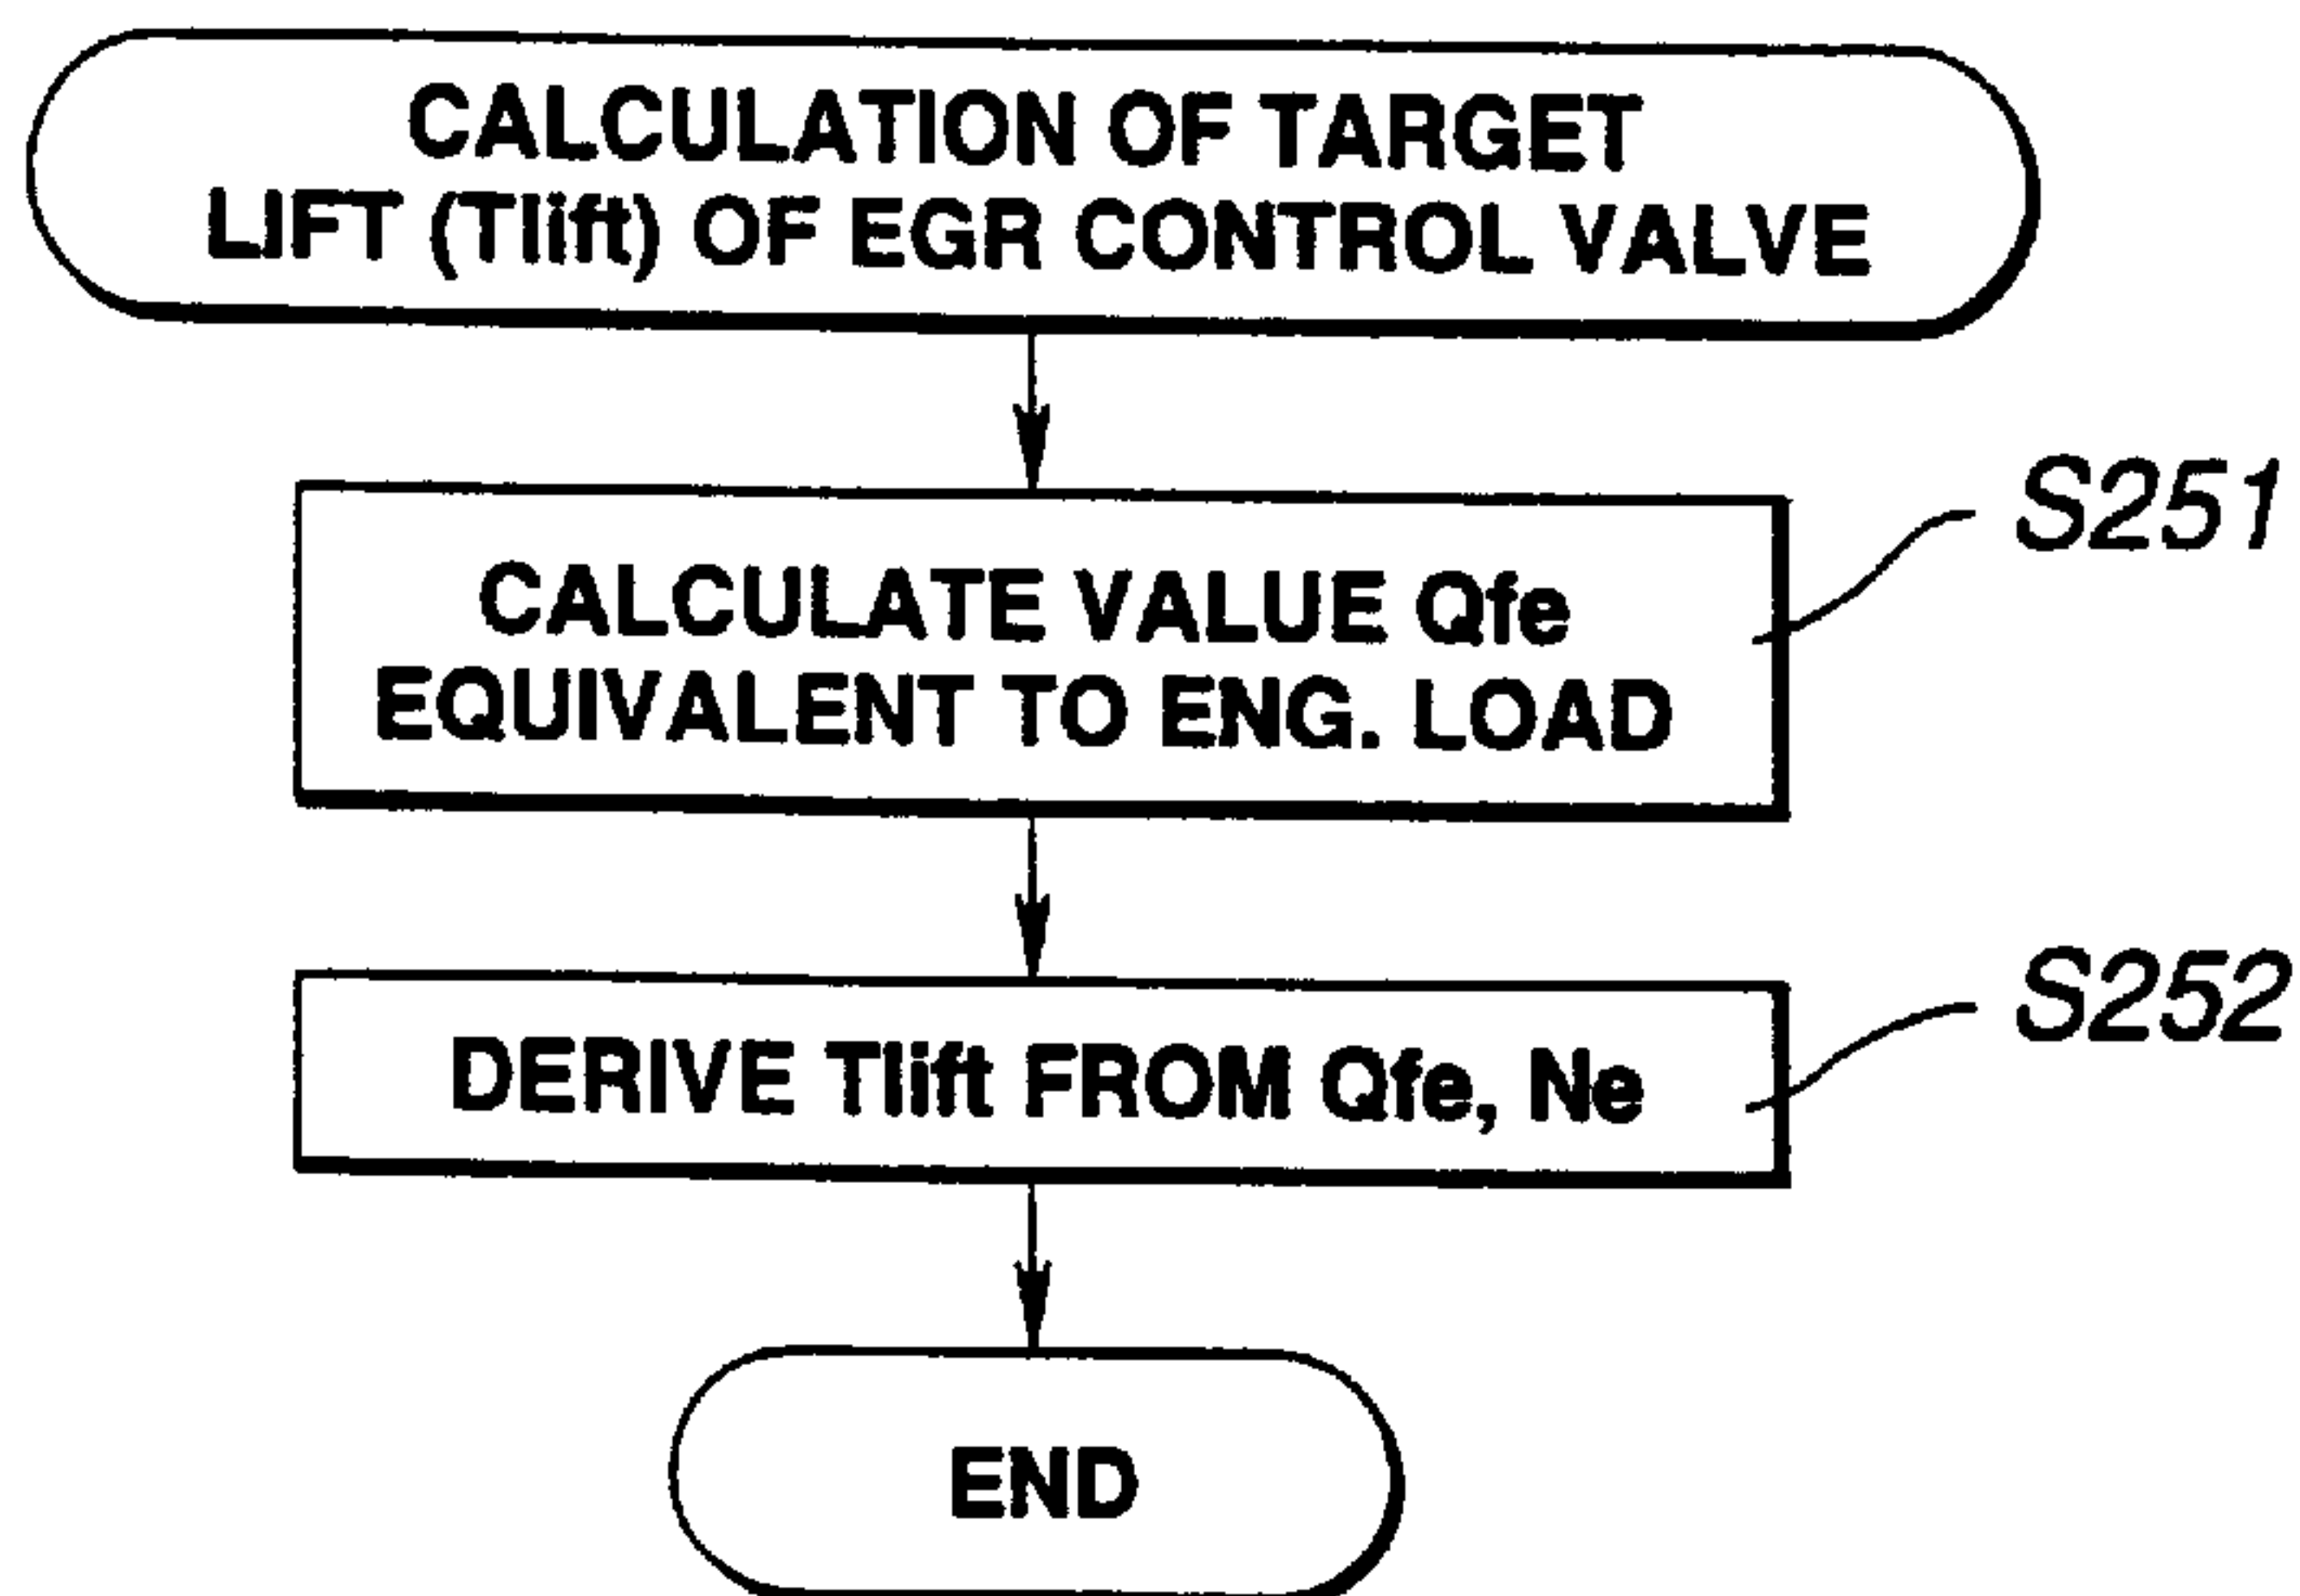 CALCULATION OF TARGET
LIFT (Tlift) OF EGR CONTROL VALVE
S251
CALCULATE VALUE Qfe
EQUIVALENT TO ENG. LOAD
S252
DERIVE Tlift FROM Qfe, Ne
END